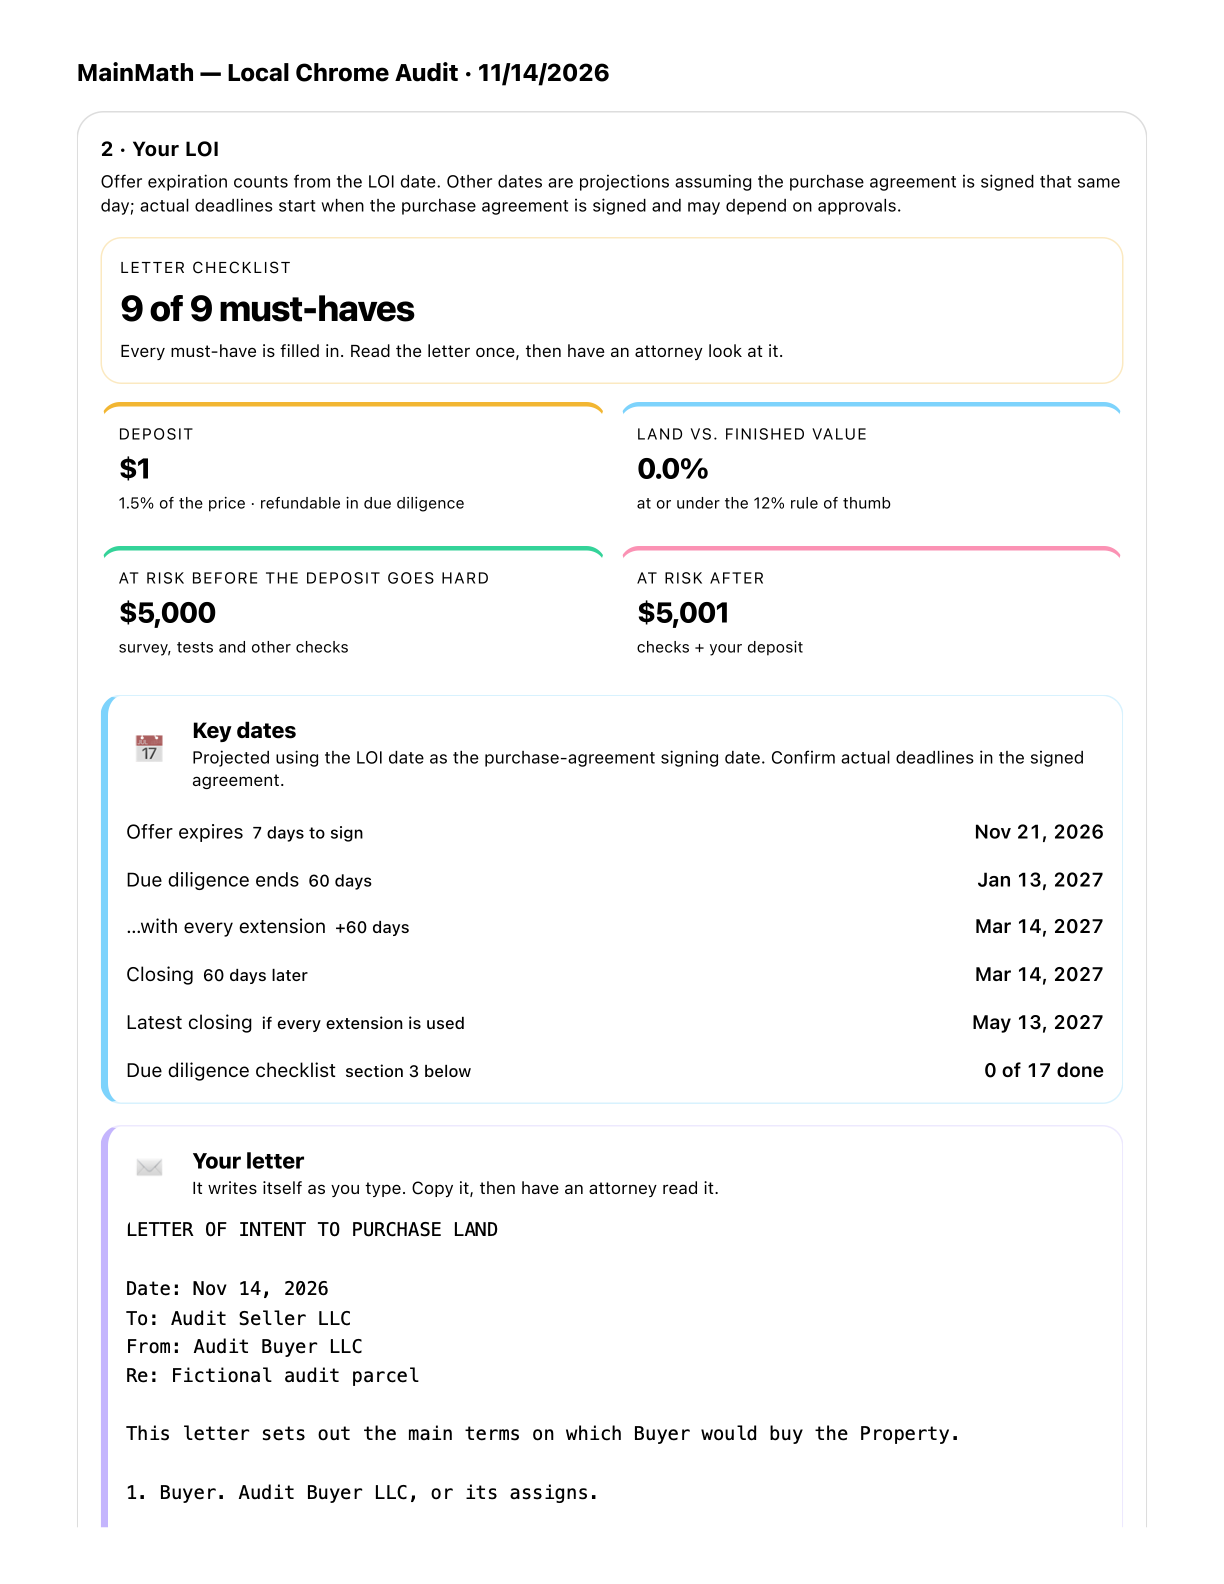 MainMath — Local Chrome Audit · 11/14/2026
2 · Your LOI
Offer expiration counts from the LOI date. Other dates are projections assuming the purchase agreement is signed that same
day; actual deadlines start when the purchase agreement is signed and may depend on approvals.
LETTER CHECKLIST
9 of 9 must-haves
Every must-have is filled in. Read the letter once, then have an attorney look at it.
DEPOSIT
$1
1.5% of the price · refundable in due diligence
LAND VS. FINISHED VALUE
0.0%
at or under the 12% rule of thumb
AT RISK BEFORE THE DEPOSIT GOES HARD
$5,000
survey, tests and other checks
AT RISK AFTER
$5,001
checks + your deposit
17
Key dates
Projected using the LOI date as the purchase-agreement signing date. Confirm actual deadlines in the signed
agreement.
Offer expires 7 days to sign Nov 21, 2026
Due diligence ends 60 days Jan 13, 2027
...with every extension +60 days Mar 14, 2027
Closing 60 days later Mar 14, 2027
Latest closing if every extension is used May 13, 2027
Due diligence checklist section 3 below 0 of 17 done
Your letter
It writes itself as you type. Copy it, then have an attorney read it.
LETTER OF INTENT TO PURCHASE LAND
Date: Nov 14, 2026
To: Audit Seller LLC
From: Audit Buyer LLC
Re: Fictional audit parcel
This letter sets out the main terms on which Buyer would buy the Property.
1. Buyer. Audit Buyer LLC, or its assigns.